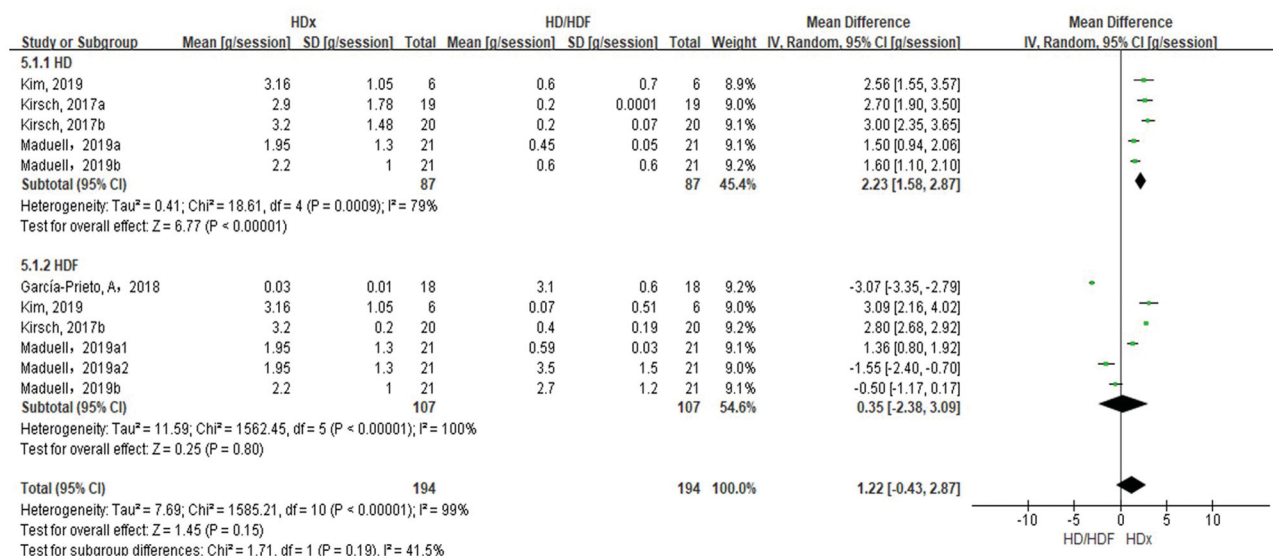 HDx HD/HDF Mean Difference Mean Difference
Study or Subgroup Mean [g/session] SD [g/session] Total Mean [g/session] SD [g/session] Total Weight IV, Random, 95% CI [g/session] IV, Random, 95% CI [g/session]
5.1.1 HD
Kim, 2019 3.16 1.05 6 0.6 0.7 6 8.9% 2.56 [1.55, 3.57]
Kirsch, 2017a 2.9 1.78 19 0.2 0.0001 19 9.0% 2.70 [1.90, 3.50]
Kirsch, 2017b 3.2 1.48 20 0.2 0.07 20 9.1% 3.00 [2.35, 3.65]
Maduell，2019a 1.95 1.3 21 0.45 0.05 21 9.1% 1.50 [0.94, 2.06]
Maduell，2019b 2.2 1 21 0.6 0.6 21 9.2% 1.60 [1.10, 2.10]
Subtotal (95% CI) 87 87 45.4% 2.23 [1.58, 2.87]
Heterogeneity: Tau² = 0.41; Chi² = 18.61, df = 4 (P = 0.0009); I² = 79%
Test for overall effect: Z = 6.77 (P < 0.00001)
5.1.2 HDF
García-Prieto, A，2018 0.03 0.01 18 3.1 0.6 18 9.2% -3.07 [-3.35, -2.79]
Kim, 2019 3.16 1.05 6 0.07 0.51 6 9.0% 3.09 [2.16, 4.02]
Kirsch, 2017b 3.2 0.2 20 0.4 0.19 20 9.2% 2.80 [2.68, 2.92]
Maduell，2019a1 1.95 1.3 21 0.59 0.03 21 9.1% 1.36 [0.80, 1.92]
Maduell，2019a2 1.95 1.3 21 3.5 1.5 21 9.0% -1.55 [-2.40, -0.70]
Maduell，2019b 2.2 1 21 2.7 1.2 21 9.1% -0.50 [-1.17, 0.17]
Subtotal (95% CI) 107 107 54.6% 0.35 [-2.38, 3.09]
Heterogeneity: Tau² = 11.59; Chi² = 1562.45, df = 5 (P < 0.00001); I² = 100%
Test for overall effect: Z = 0.25 (P = 0.80)
Total (95% CI) 194 194 100.0% 1.22 [-0.43, 2.87]
Heterogeneity: Tau² = 7.69; Chi² = 1585.21, df = 10 (P < 0.00001); I² = 99%
Test for overall effect: Z = 1.45 (P = 0.15)
Test for subgroup differences: Chi² = 1.71, df = 1 (P = 0.19), I² = 41.5%
-10 -5 0 5 10
HD/HDF HDx